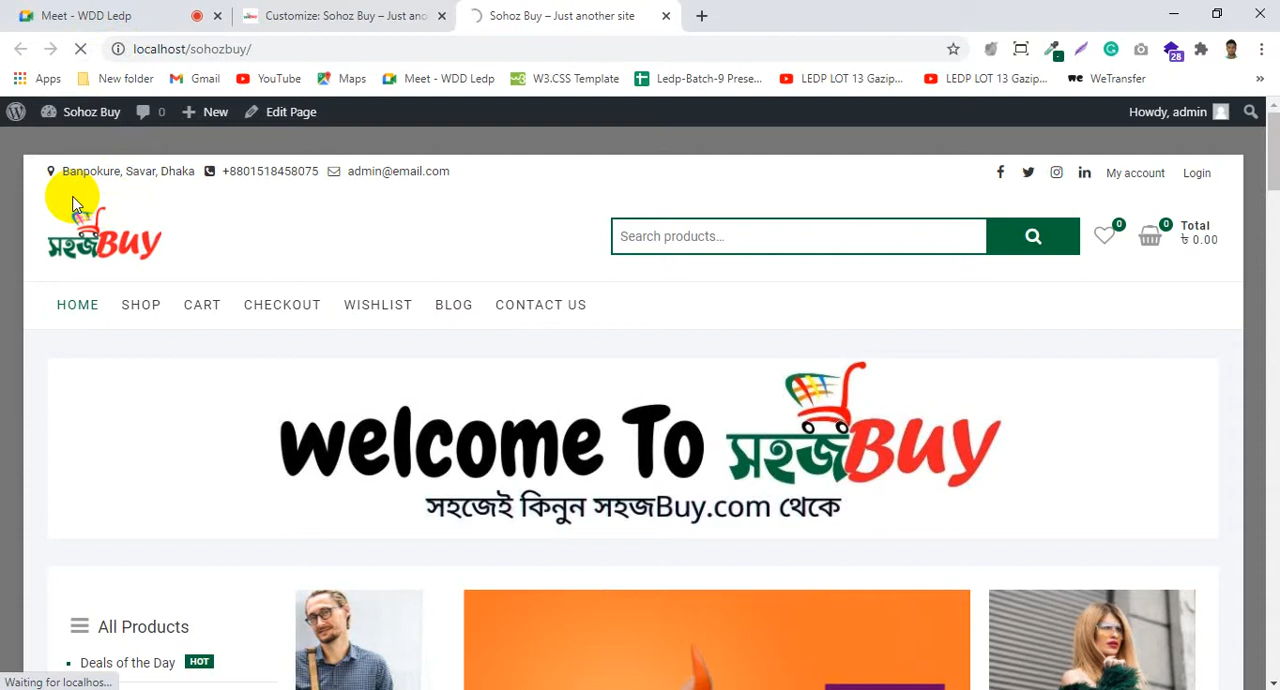 Meet - WDD Ledp
Customize: Sohoz Buy – Just ano
Sohoz Buy – Just another site
localhost/sohozbuy/
28
Apps
New folder
Gmail
YouTube
Maps
Meet - WDD Ledp
W3.CSS Template
Ledp-Batch-9 Prese...
LEDP LOT 13 Gazip...
LEDP LOT 13 Gazip...
WeTransfer
»
Sohoz Buy
0
New
Edit Page
Howdy, admin
Banpokure, Savar, Dhaka
+8801518458075
admin@email.com
My account
Login
সহজBuy
Search products...
0
0
Total
৳ 0.00
HOME
SHOP
CART
CHECKOUT
WISHLIST
BLOG
CONTACT US
welcome To সহজBuy
সহজেই কিনুন সহজBuy.com থেকে
All Products
Deals of the Day HOT
Waiting for localhos...